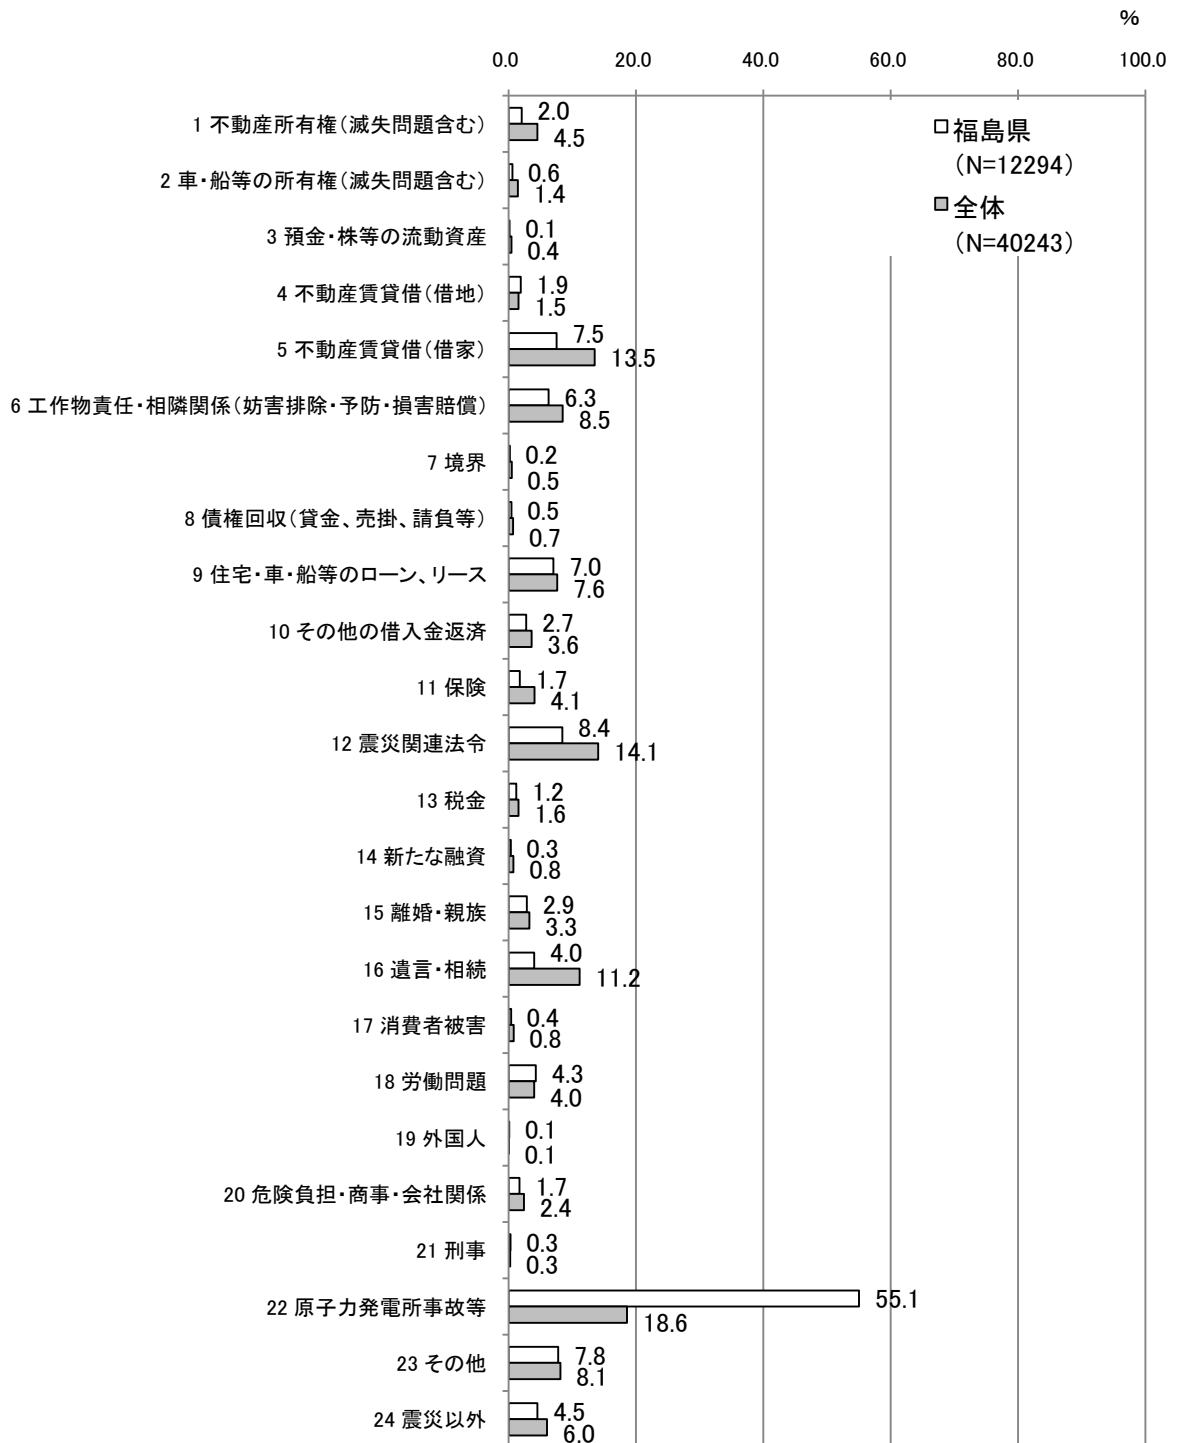 %
0.0 20.0 40.0 60.0 80.0 100.0
1 不動産所有権（滅失問題含む） 2.0
4.5
□福島県
（N=12294）
■全体
（N=40243）
2 車・船等の所有権（滅失問題含む） 0.6
1.4
3 預金・株等の流動資産 0.1
0.4
4 不動産賃貸借（借地） 1.9
1.5
5 不動産賃貸借（借家） 7.5
13.5
6 工作物責任・相隣関係（妨害排除・予防・損害賠償） 6.3
8.5
7 境界 0.2
0.5
8 債権回収（貸金、売掛、請負等） 0.5
0.7
9 住宅・車・船等のローン、リース 7.0
7.6
10 その他の借入金返済 2.7
3.6
11 保険 1.7
4.1
12 震災関連法令 8.4
14.1
13 税金 1.2
1.6
14 新たな融資 0.3
0.8
15 離婚・親族 2.9
3.3
16 遺言・相続 4.0
11.2
17 消費者被害 0.4
0.8
18 労働問題 4.3
4.0
19 外国人 0.1
0.1
20 危険負担・商事・会社関係 1.7
2.4
21 刑事 0.3
0.3
22 原子力発電所事故等 55.1
18.6
23 その他 7.8
8.1
24 震災以外 4.5
6.0